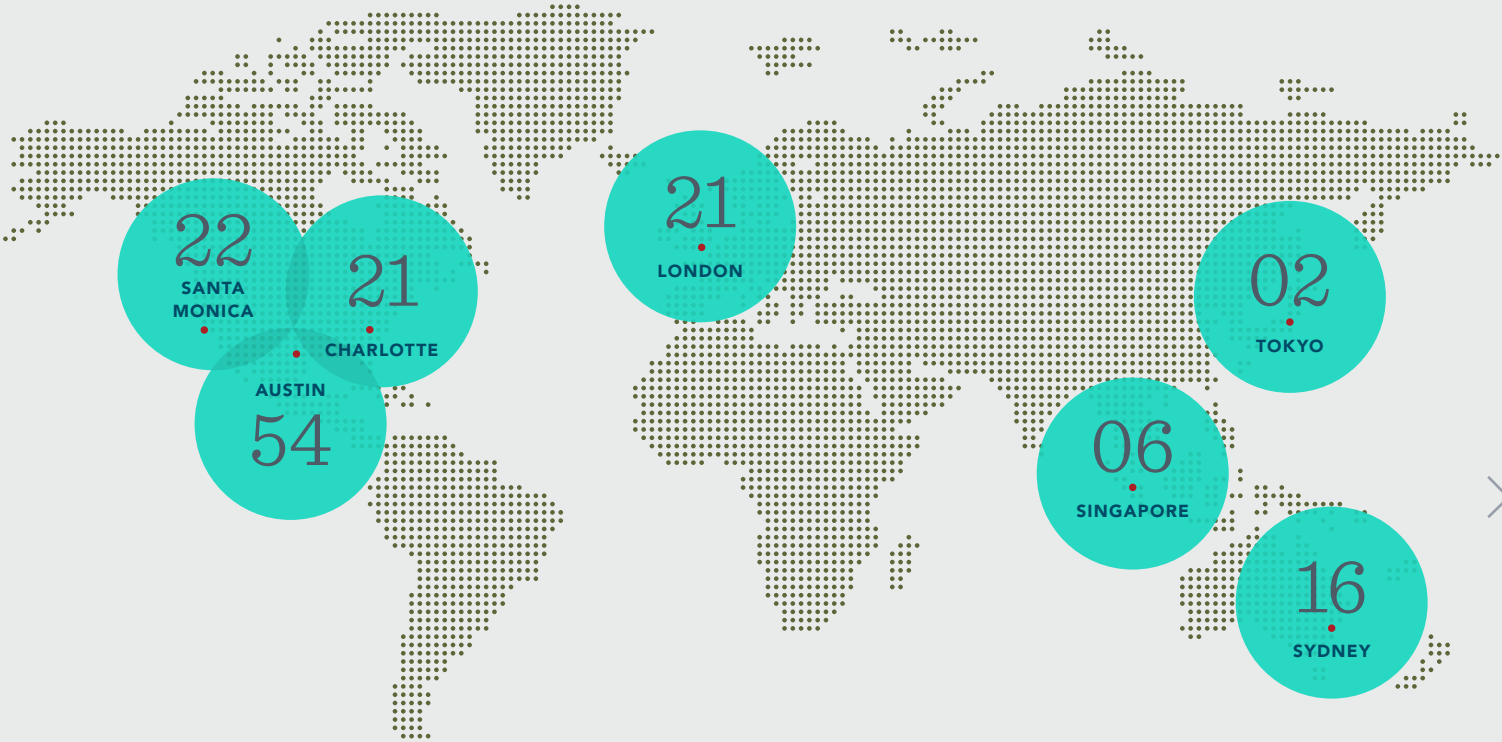 22
SANTA
MONICA
21
CHARLOTTE
AUSTIN
54
21
LONDON
02
TOKYO
06
SINGAPORE
16
SYDNEY